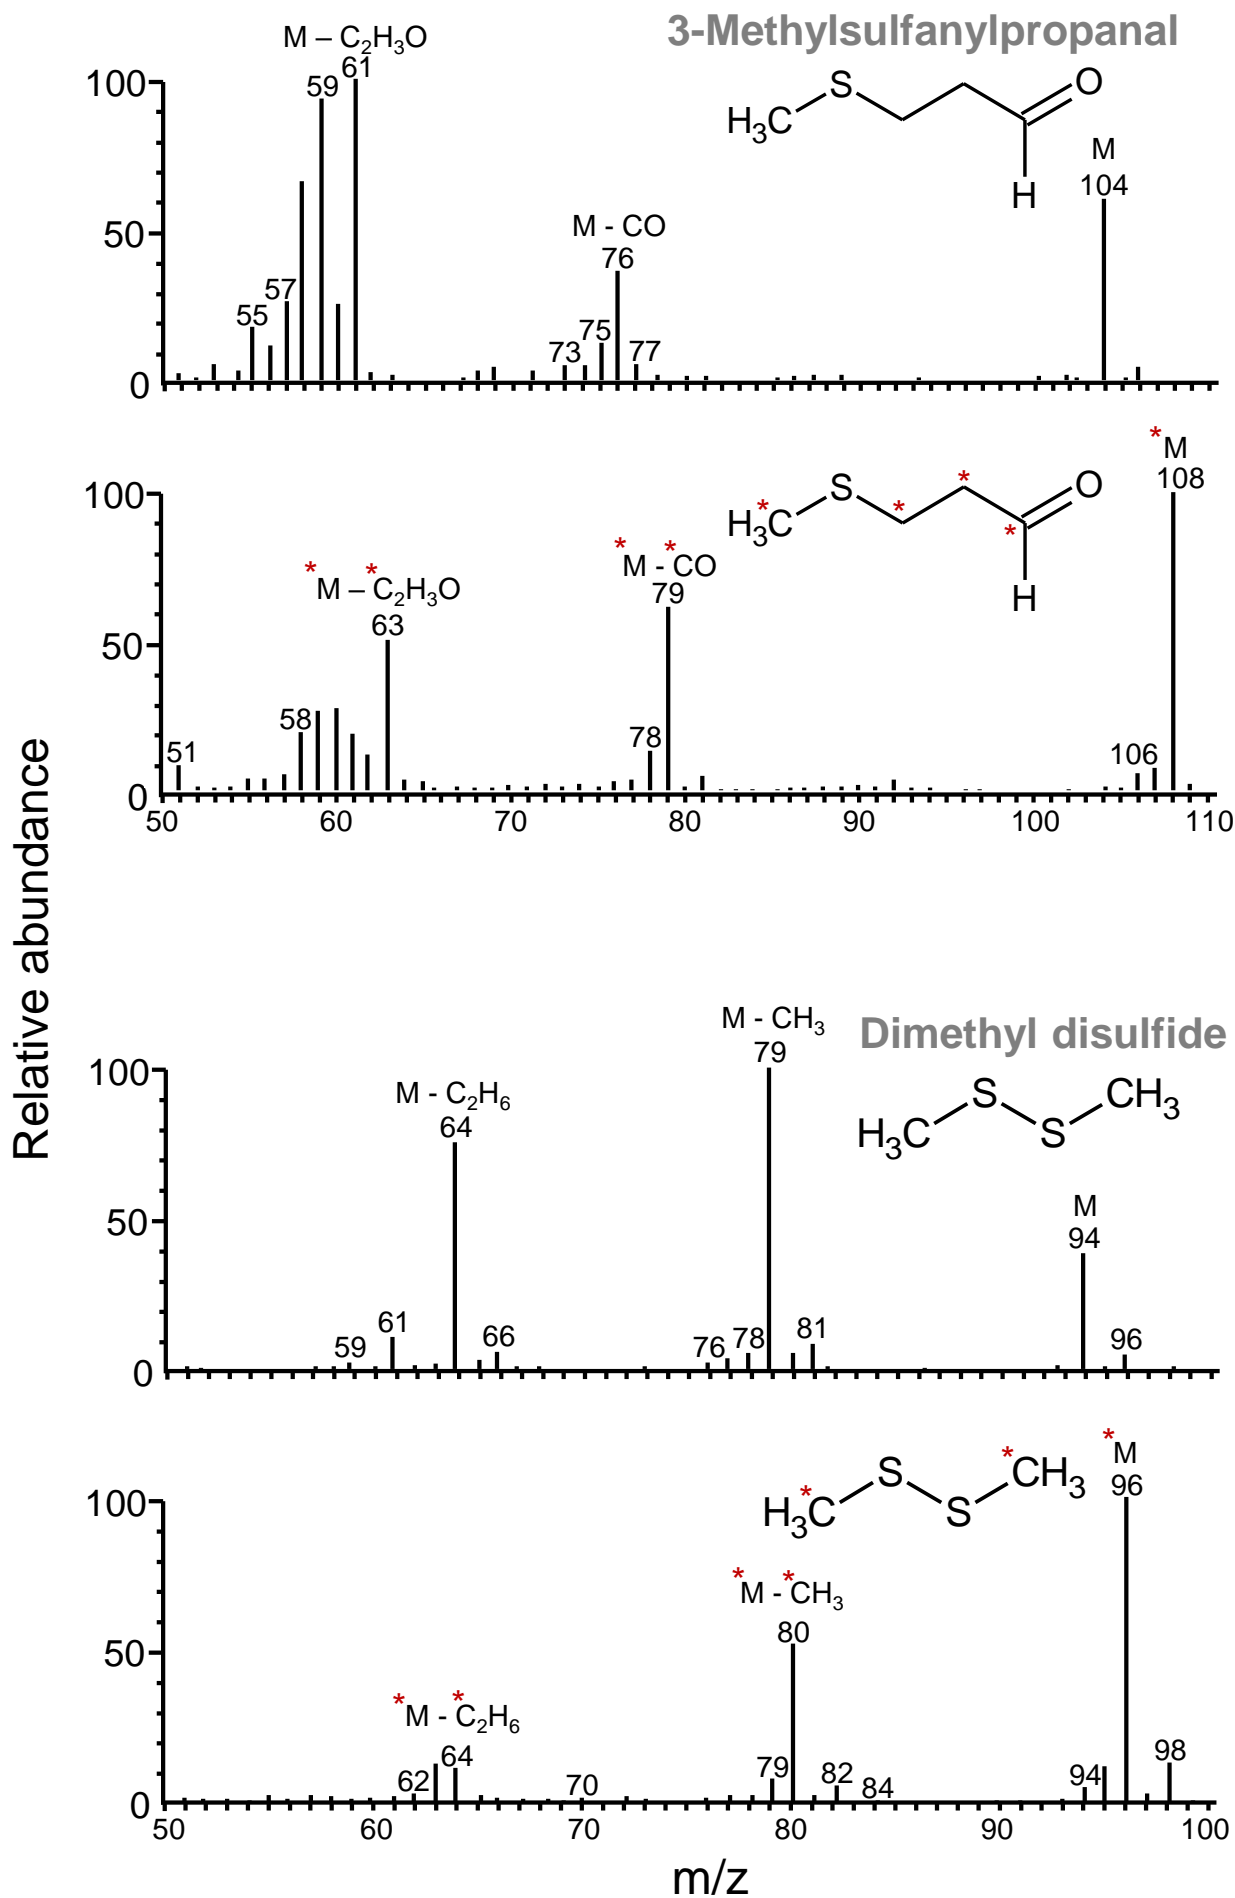 3-Methylsulfanylpropanal
M – C₂H₃O
59 61
100
50
0
55 57
M - CO
76
73 75 77
M
104
H₃C S O
H
*M
108
100
50
0
*M – *C₂H₃O
63
51 58
*M - *CO
79
78
106
H₃*C S * * * O
H
50 60 70 80 90 100 110
Relative abundance
Dimethyl disulfide
M - CH₃
79
100
50
0
M - C₂H₆
64
59 61 66
76 78 81
M
94
96
H₃C S S CH₃
*M
96
100
50
0
H₃*C S S *CH₃
*M - *CH₃
80
*M - *C₂H₆
62 64 70 79 82 84 94 98
50 60 70 80 90 100
m/z